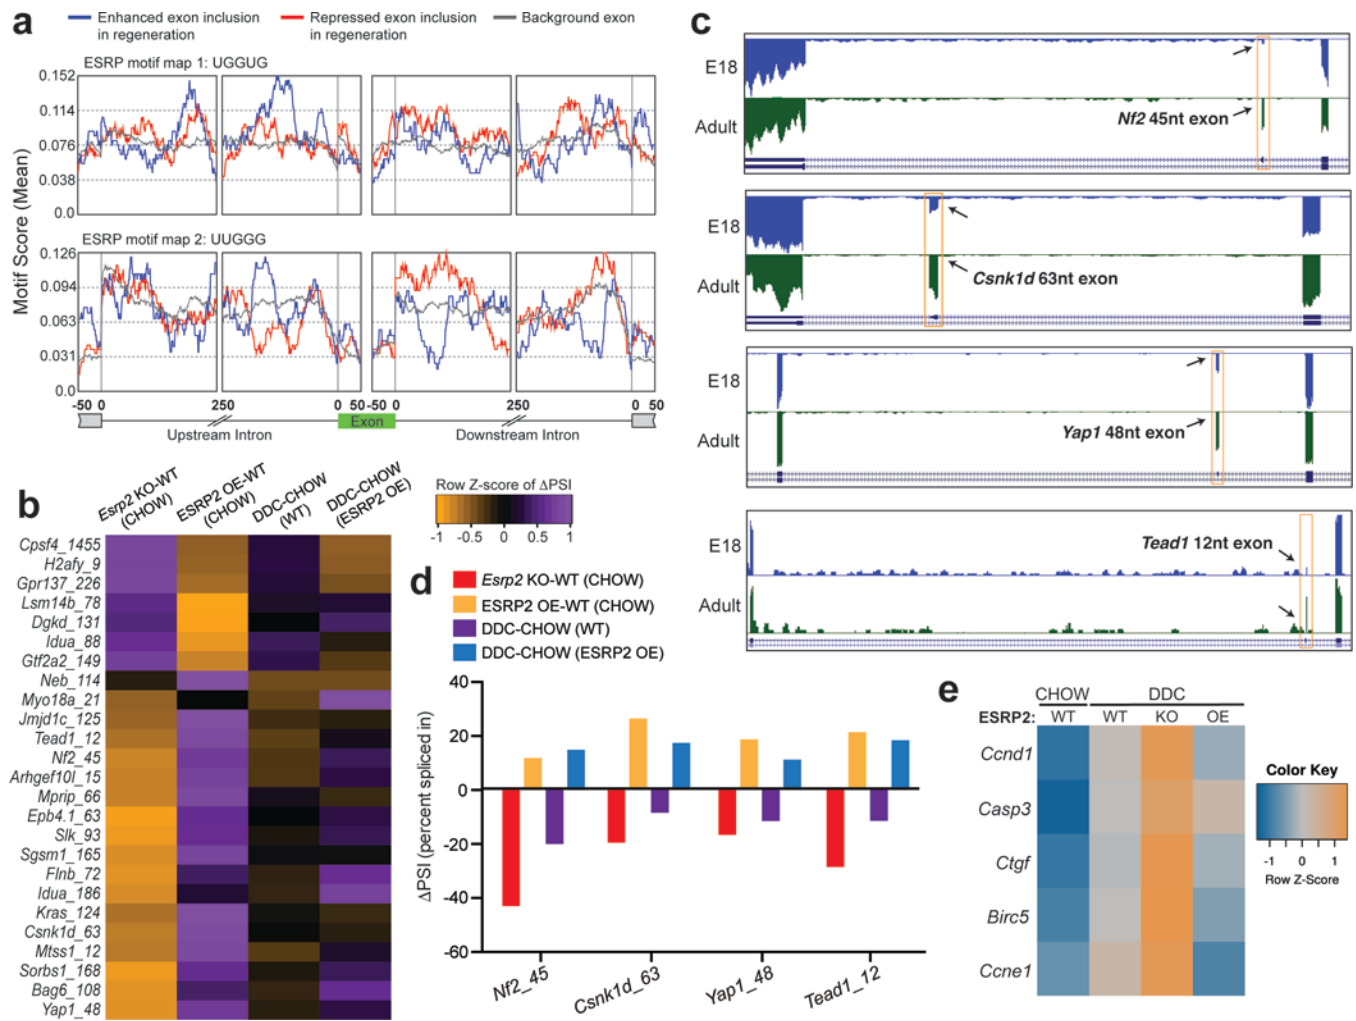 a
Enhanced exon inclusion in regeneration
Repressed exon inclusion in regeneration
Background exon
ESRP motif map 1: UGGUG
Motif Score (Mean)
0.152
0.114
0.076
0.038
0.0
ESRP motif map 2: UUGGG
0.126
0.094
0.063
0.031
0.0
-50 0 250 0 50 -50 0 250 0 50
Exon
Upstream Intron
Downstream Intron
b
Esrp2 KO-WT (CHOW)
ESRP2 OE-WT (CHOW)
DDC-CHOW (WT)
DDC-CHOW (ESRP2 OE)
Row Z-score of ΔPSI
-1 -0.5 0 0.5 1
Cpsf4_1455
H2afy_9
Gpr137_226
Lsm14b_78
Dgkd_131
Idua_88
Gtf2a2_149
Neb_114
Myo18a_21
Jmjd1c_125
Tead1_12
Nf2_45
Arhgef10l_15
Mprip_66
Epb4.1_63
Slk_93
Sgsm1_165
Flnb_72
Idua_186
Kras_124
Csnk1d_63
Mtss1_12
Sorbs1_168
Bag6_108
Yap1_48
c
E18
Adult
Nf2 45nt exon
E18
Adult
Csnk1d 63nt exon
E18
Adult
Yap1 48nt exon
E18
Adult
Tead1 12nt exon
d
Esrp2 KO-WT (CHOW)
ESRP2 OE-WT (CHOW)
DDC-CHOW (WT)
DDC-CHOW (ESRP2 OE)
ΔPSI (percent spliced in)
40
20
0
-20
-40
-60
Nf2_45
Csnk1d_63
Yap1_48
Tead1_12
e
CHOW DDC
ESRP2: WT WT KO OE
Ccnd1
Casp3
Ctgf
Birc5
Ccne1
Color Key
-1 0 1
Row Z-Score